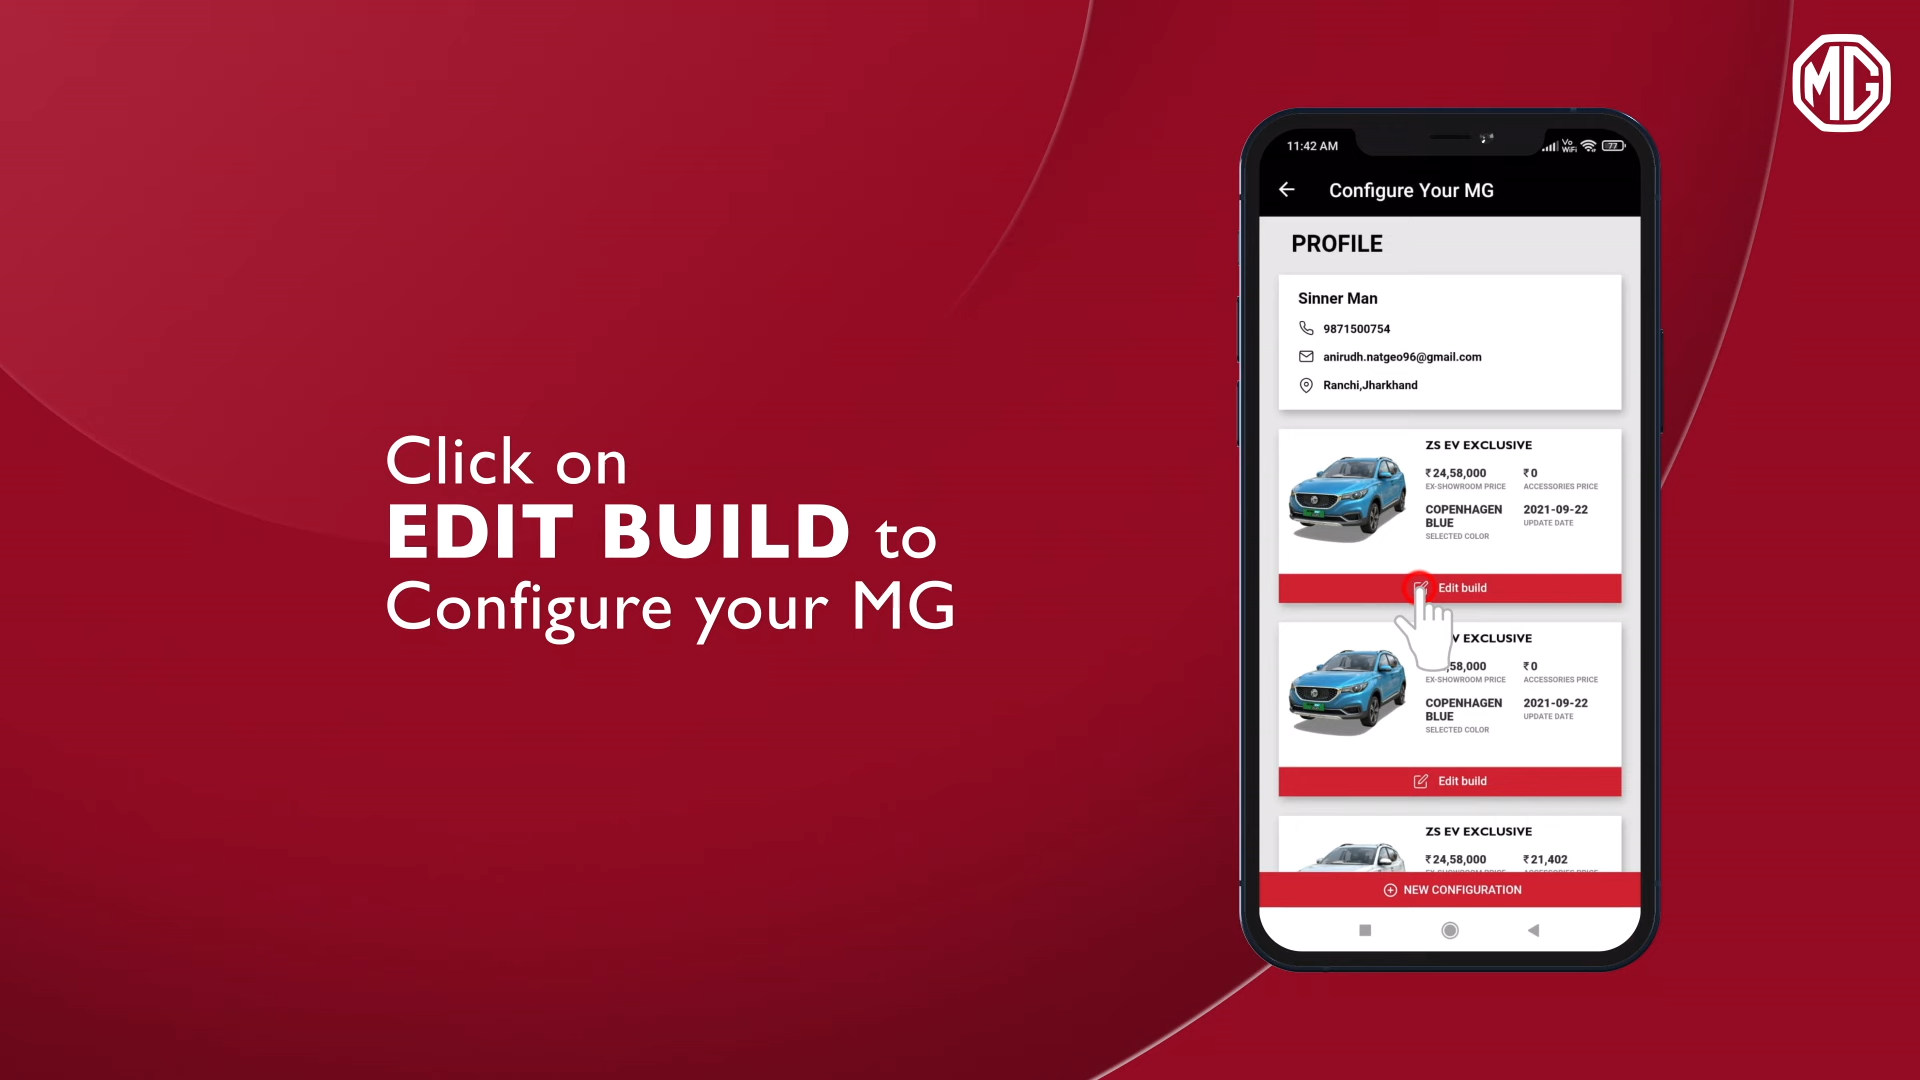 MG
Click on
EDIT BUILD to
Configure your MG
11:42 AM
Vo
WiFi
77
Configure Your MG
PROFILE
Sinner Man
9871500754
anirudh.natgeo96@gmail.com
Ranchi,Jharkhand
ZS EV EXCLUSIVE
₹ 24,58,000 ₹ 0
EX-SHOWROOM PRICE ACCESSORIES PRICE
COPENHAGEN 2021-09-22
BLUE UPDATE DATE
SELECTED COLOR
Edit build
V EXCLUSIVE
,58,000 ₹ 0
EX-SHOWROOM PRICE ACCESSORIES PRICE
COPENHAGEN 2021-09-22
BLUE UPDATE DATE
SELECTED COLOR
Edit build
ZS EV EXCLUSIVE
₹ 24,58,000 ₹ 21,402
NEW CONFIGURATION